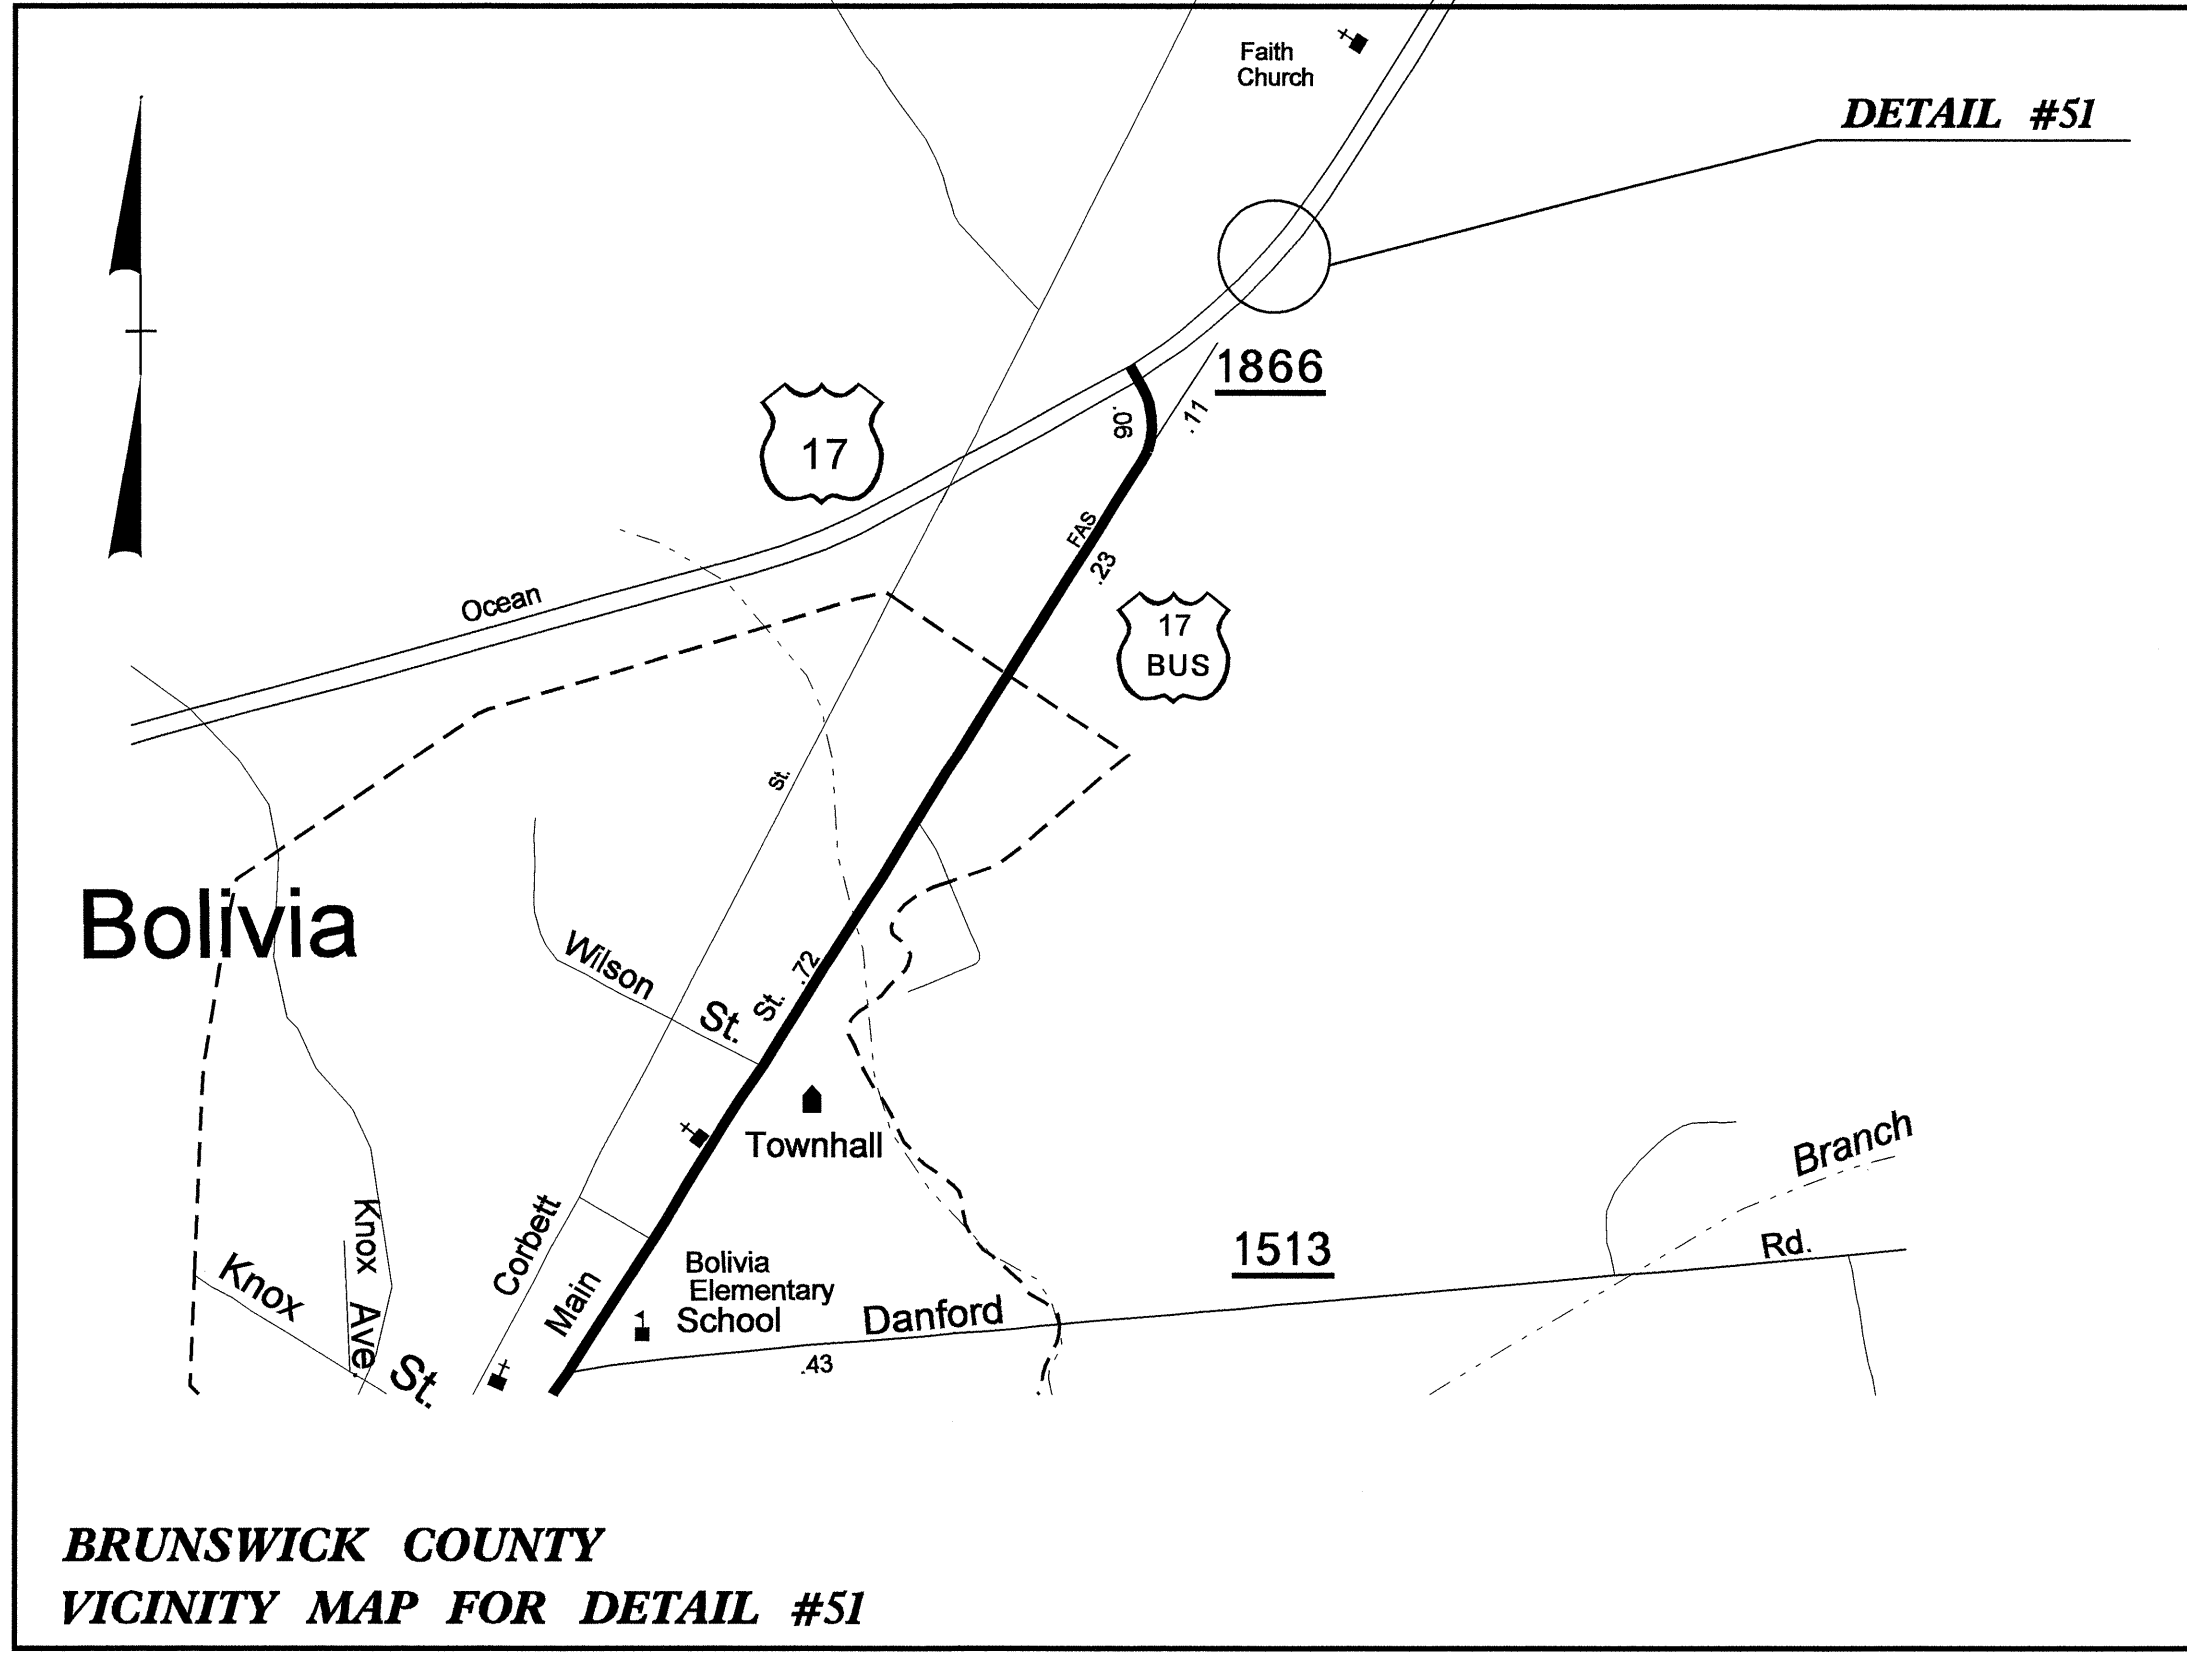 Faith
Church
DETAIL #51
1866
.11
.06
17
FAS
.23
Ocean
17
BUS
St.
Bolivia
Wilson St.
St. .72
Townhall
Branch
Knox Ave.
Knox St.
Corbett
Main
Bolivia
Elementary
School
1513
Rd.
Danford
.43
BRUNSWICK COUNTY
VICINITY MAP FOR DETAIL #51